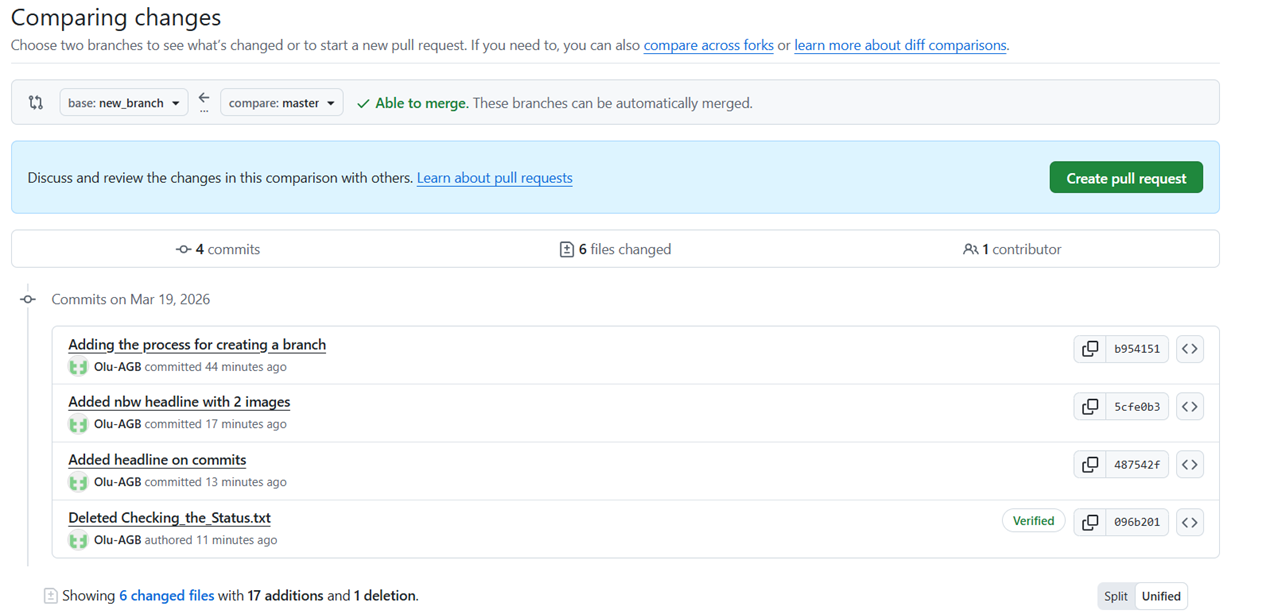 Comparing changes
Choose two branches to see what's changed or to start a new pull request. If you need to, you can also compare across forks or learn more about diff comparisons.
base: new_branch ... compare: master Able to merge. These branches can be automatically merged.
Discuss and review the changes in this comparison with others. Learn about pull requests Create pull request
4 commits 6 files changed 1 contributor
Commits on Mar 19, 2026
Adding the process for creating a branch
Olu-AGB committed 44 minutes ago b954151
Added nbw headline with 2 images
Olu-AGB committed 17 minutes ago 5cfe0b3
Added headline on commits
Olu-AGB committed 13 minutes ago 487542f
Deleted Checking_the_Status.txt
Olu-AGB authored 11 minutes ago Verified 096b201
Showing 6 changed files with 17 additions and 1 deletion. Split Unified